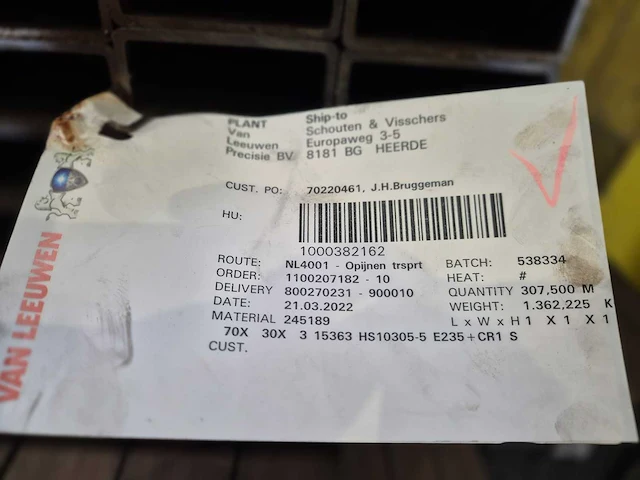 VAN LEEUWEN
PLANT
Van
Leeuwen
Precisie BV.
Ship-to
Schouten & Visschers
Europaweg 3-5
8181 BG HEERDE
CUST. PO: 70220461, J.H.Bruggeman
HU:
1000382162
ROUTE: NL4001 - Opijnen trsprt
ORDER: 1100207182 - 10
DELIVERY 800270231 - 900010
DATE: 21.03.2022
MATERIAL 245189
BATCH: 538334
HEAT: #
QUANTITY 307,500 M
WEIGHT: 1.362,225 K
L x W x H 1 X 1 X 1
70X 30X 3 15363 HS10305-5 E235+CR1 S
CUST.